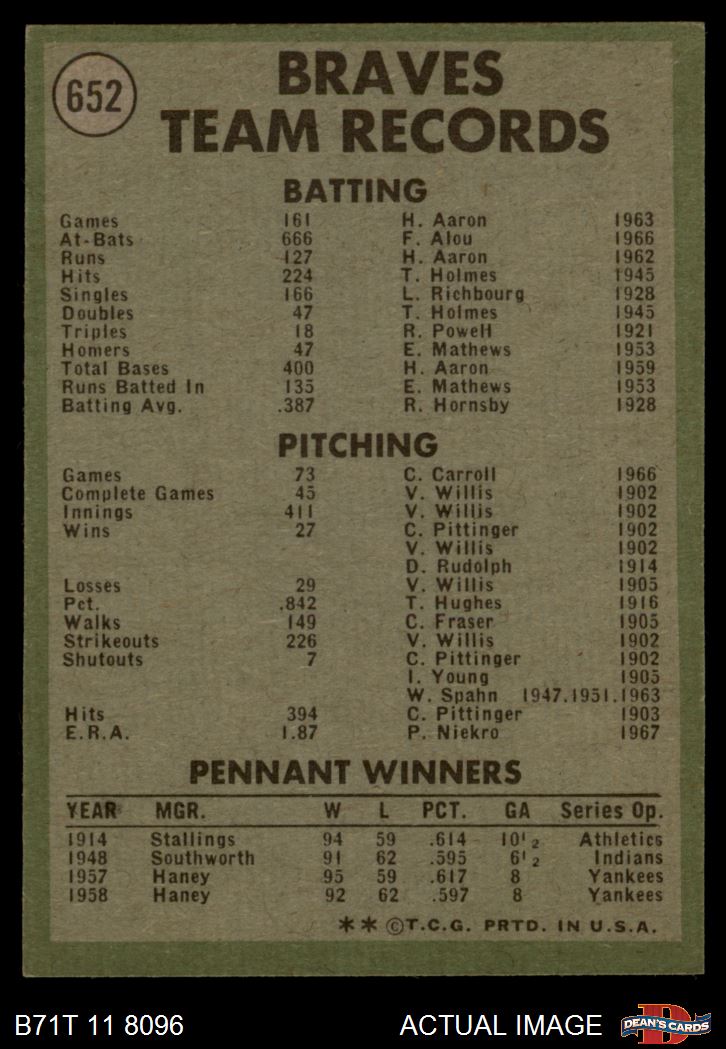 652
BRAVES
TEAM RECORDS
BATTING
Games 161 H. Aaron 1963
At-Bats 666 F. Alou 1966
Runs 127 H. Aaron 1962
Hits 224 T. Holmes 1945
Singles 166 L. Richbourg 1928
Doubles 47 T. Holmes 1945
Triples 18 R. Powell 1921
Homers 47 E. Mathews 1953
Total Bases 400 H. Aaron 1959
Runs Batted In 135 E. Mathews 1953
Batting Avg. .387 R. Hornsby 1928
PITCHING
Games 73 C. Carroll 1966
Complete Games 45 V. Willis 1902
Innings 411 V. Willis 1902
Wins 27 C. Pittinger 1902
V. Willis 1902
D. Rudolph 1914
Losses 29 V. Willis 1905
Pct. .842 T. Hughes 1916
Walks 149 C. Fraser 1905
Strikeouts 226 V. Willis 1902
Shutouts 7 C. Pittinger 1902
I. Young 1905
W. Spahn 1947.1951.1963
Hits 394 C. Pittinger 1903
E.R.A. 1.87 P. Niekro 1967
PENNANT WINNERS
YEAR MGR. W L PCT. GA Series Op.
1914 Stallings 94 59 .614 10½ Athletics
1948 Southworth 91 62 .595 6½ Indians
1957 Haney 95 59 .617 8 Yankees
1958 Haney 92 62 .597 8 Yankees
** ©T.C.G. PRTD. IN U.S.A.
B71T 11 8096 ACTUAL IMAGE D DEAN'S CARDS